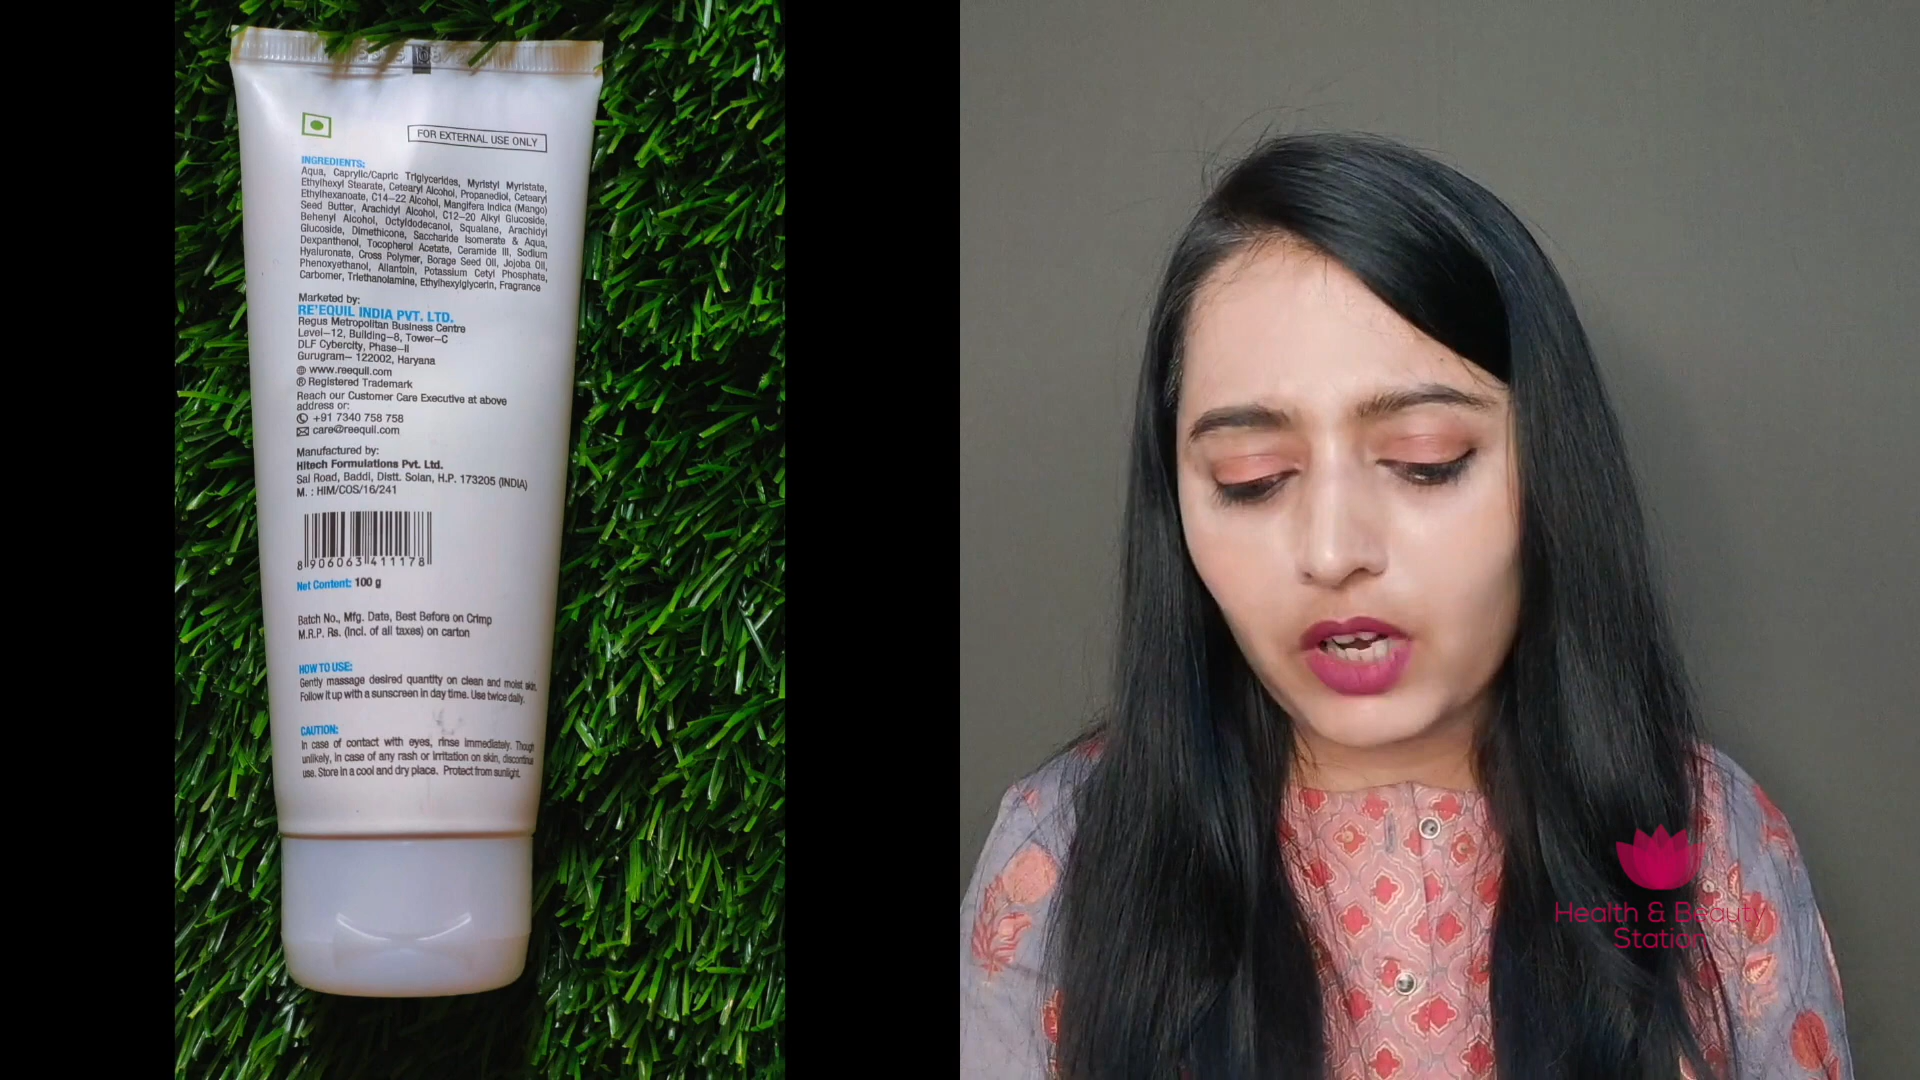 FOR EXTERNAL USE ONLY
INGREDIENTS:
Aqua, Caprylic/Capric Triglycerides, Myristyl Myristate,
Ethylhexyl Stearate, Cetearyl Alcohol, Propanediol, Cetearyl
Ethylhexanoate, C14–22 Alcohol, Mangifera Indica (Mango)
Seed Butter, Arachidyl Alcohol, C12–20 Alkyl Glucoside,
Behenyl Alcohol, Octyldodecanol, Squalane, Arachidyl
Glucoside, Dimethicone, Saccharide Isomerate & Aqua,
Dexpanthenol, Tocopherol Acetate, Ceramide III, Sodium
Hyaluronate, Cross Polymer, Borage Seed Oil, Jojoba Oil,
Phenoxyethanol, Allantoin, Potassium Cetyl Phosphate,
Carbomer, Triethanolamine, Ethylhexylglycerin, Fragrance
Marketed by:
RE'EQUIL INDIA PVT. LTD.
Regus Metropolitan Business Centre
Level–12, Building–8, Tower–C
DLF Cybercity, Phase–II
Gurugram– 122002, Haryana
www.reequil.com
® Registered Trademark
Reach our Customer Care Executive at above
address or:
+91 7340 758 758
care@reequil.com
Manufactured by:
Hitech Formulations Pvt. Ltd.
Sai Road, Baddi, Distt. Solan, H.P. 173205 (INDIA)
M. : HIM/COS/16/241
8 906063 411178
Net Content: 100 g
Batch No., Mfg. Date, Best Before on Crimp
M.R.P. Rs. (Incl. of all taxes) on carton
HOW TO USE:
Gently massage desired quantity on clean and moist skin.
Follow it up with a sunscreen in day time. Use twice daily.
CAUTION:
In case of contact with eyes, rinse immediately. Though
unlikely, in case of any rash or irritation on skin, discontinue
use. Store in a cool and dry place. Protect from sunlight.
Health & Beauty
Station